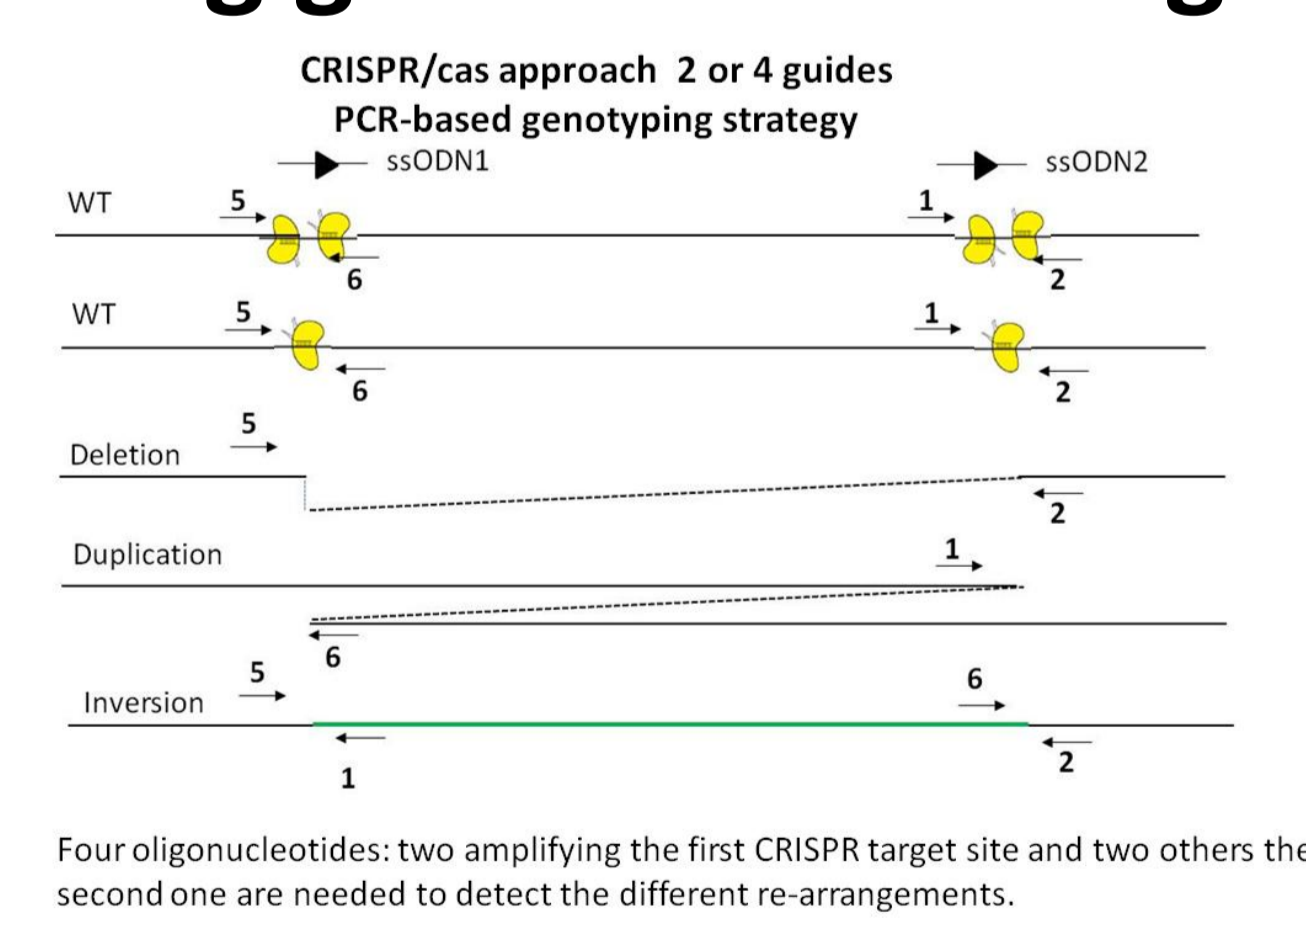 CRISPR/cas approach 2 or 4 guides
PCR-based genotyping strategy
ssODN1
ssODN2
WT
5
1
6
2
WT
5
1
6
2
5
Deletion
2
Duplication
1
6
5
6
Inversion
1
2
Four oligonucleotides: two amplifying the first CRISPR target site and two others the
second one are needed to detect the different re-arrangements.